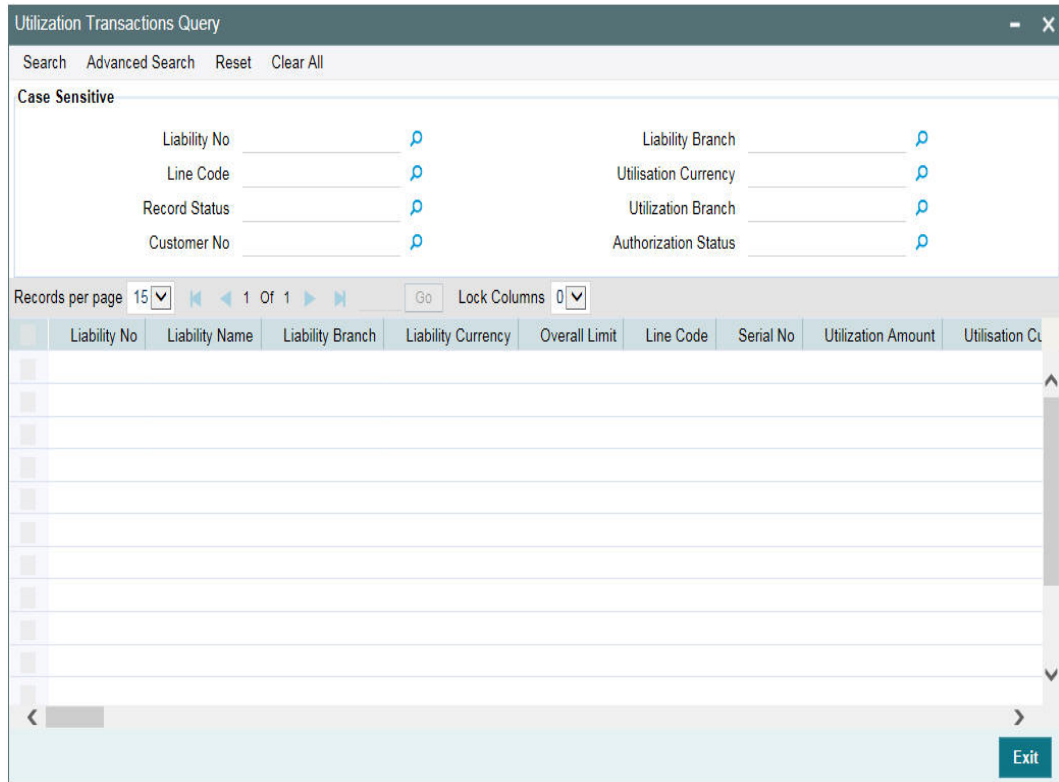 Utilization Transactions Query
Search Advanced Search Reset Clear All
Case Sensitive
Liability No Liability Branch
Line Code Utilisation Currency
Record Status Utilization Branch
Customer No Authorization Status
Records per page 15 1 Of 1 Go Lock Columns 0
Liability No Liability Name Liability Branch Liability Currency Overall Limit Line Code Serial No Utilization Amount Utilisation Cu
Exit